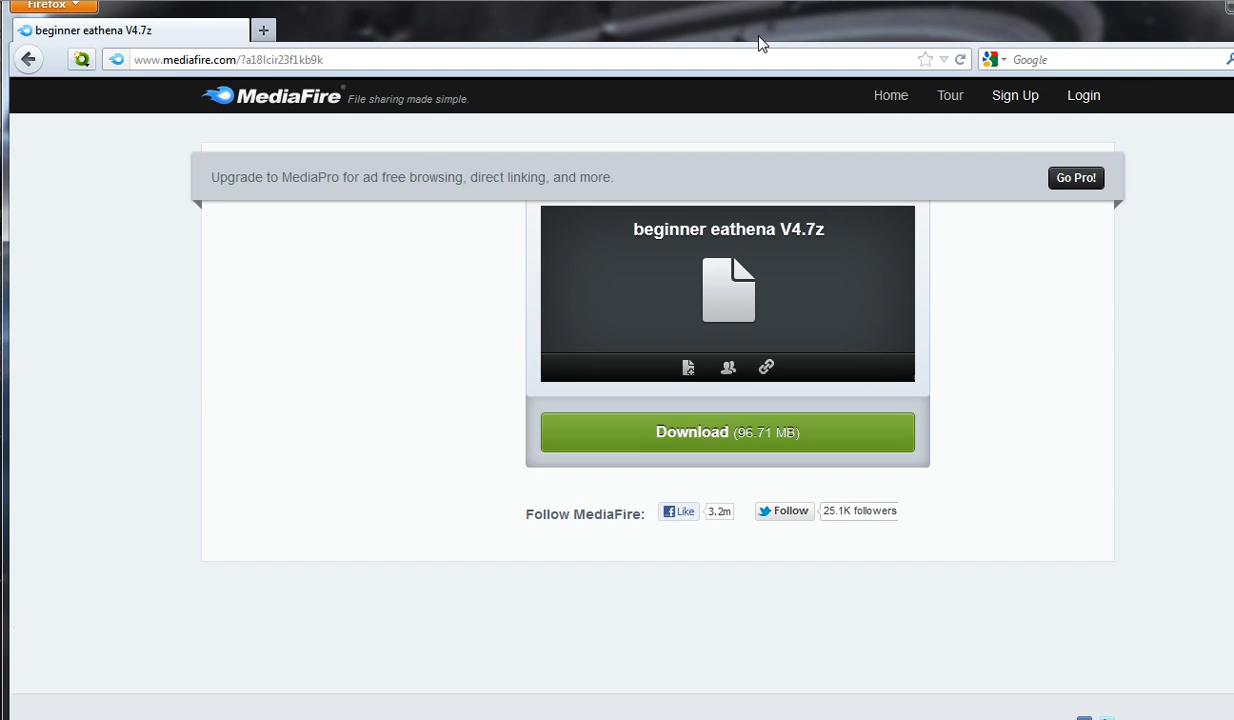 Firefox
beginner eathena V4.7z
www.mediafire.com/?a18lcir23f1kb9k
Google
MediaFire File sharing made simple.
Home Tour Sign Up Login
Upgrade to MediaPro for ad free browsing, direct linking, and more.
Go Pro!
beginner eathena V4.7z
Download (96.71 MB)
Follow MediaFire: Like 3.2m Follow 25.1K followers